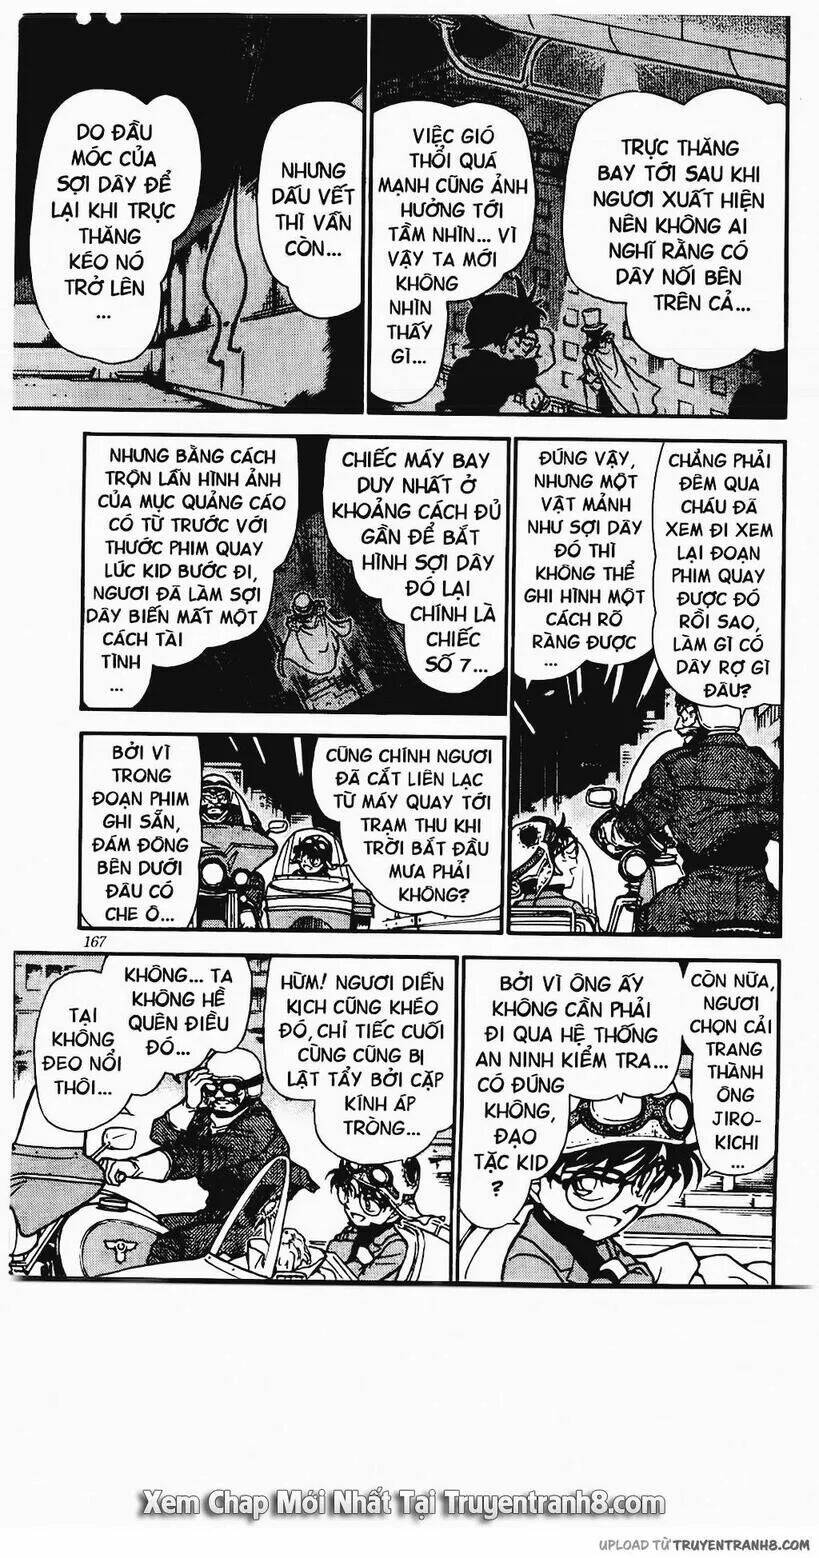 TRỰC THĂNG
BAY TỚI SAU KHI
NGƯƠI XUẤT HIỆN
NÊN KHÔNG AI
NGHĨ RẰNG CÓ
DÂY NỐI BÊN
TRÊN CẢ...
VIỆC GIÓ
THỔI QUÁ
MẠNH CŨNG ẢNH
HƯỞNG TỚI
TẦM NHÌN... VÌ
VẬY TA MỚI
KHÔNG
NHÌN
THẤY
GÌ...
NHƯNG
DẤU VẾT
THÌ VẪN
CÒN...
DO ĐẦU
MÓC CỦA
SỢI DÂY ĐỂ
LẠI KHI TRỰC
THĂNG
KÉO NÓ
TRỞ LÊN
...
CHẲNG PHẢI
ĐÊM QUA
CHÁU ĐÃ
XEM ĐI XEM
LẠI ĐOẠN
PHIM QUAY
ĐƯỢC ĐÓ
RỒI SAO,
LÀM GÌ CÓ
DÂY RỢ GÌ
ĐÂU?
ĐÚNG VẬY,
NHƯNG MỘT
VẬT MẢNH
NHƯ SỢI DÂY
ĐÓ THÌ
KHÔNG THỂ
GHI HÌNH MỘT
CÁCH RÕ
RÀNG ĐƯỢC
...
CHIẾC MÁY BAY
DUY NHẤT Ở
KHOẢNG CÁCH ĐỦ
GẦN ĐỂ BẮT
HÌNH SỢI DÂY
ĐÓ LẠI
CHÍNH LÀ
CHIẾC
SỐ 7...
NHƯNG BẰNG CÁCH
TRỘN LẪN HÌNH ẢNH
CỦA MỤC QUẢNG CÁO
CÓ TỪ TRƯỚC VỚI
THƯỚC PHIM QUAY
LÚC KID BƯỚC ĐI,
NGƯƠI ĐÃ LÀM SỢI
DÂY BIẾN MẤT MỘT
CÁCH TÀI
TÌNH
...
CŨNG CHÍNH NGƯƠI
ĐÃ CẮT LIÊN LẠC
TỪ MÁY QUAY TỚI
TRẠM THU KHI
TRỜI BẮT ĐẦU
MƯA PHẢI
KHÔNG?
BỞI VÌ
TRONG
ĐOẠN PHIM
GHI SẴN,
ĐÁM ĐÔNG
BÊN DƯỚI
ĐÂU CÓ
CHE Ô...
167
CÒN NỮA,
NGƯƠI
CHỌN CẢI
TRANG
THÀNH
ÔNG
JIRO-
KICHI
...
BỞI VÌ ÔNG ẤY
KHÔNG CẦN PHẢI
ĐI QUA HỆ THỐNG
AN NINH KIỂM TRA...
CÓ ĐÚNG
KHÔNG,
ĐẠO
TẶC KID
?
HỪM! NGƯƠI DIỄN
KỊCH CŨNG KHÉO
ĐÓ, CHỈ TIẾC CUỐI
CÙNG CŨNG BỊ
LẬT TẨY BỞI CẶP
KÍNH ÁP
TRÒNG...
KHÔNG... TA
KHÔNG HỀ
QUÊN ĐIỀU
ĐÓ...
TẠI
KHÔNG
ĐEO NỔI
THÔI...
Xem Chap Mới Nhất Tại Truyentranh8.com
UPLOAD TỪ TRUYENTRANH8.COM